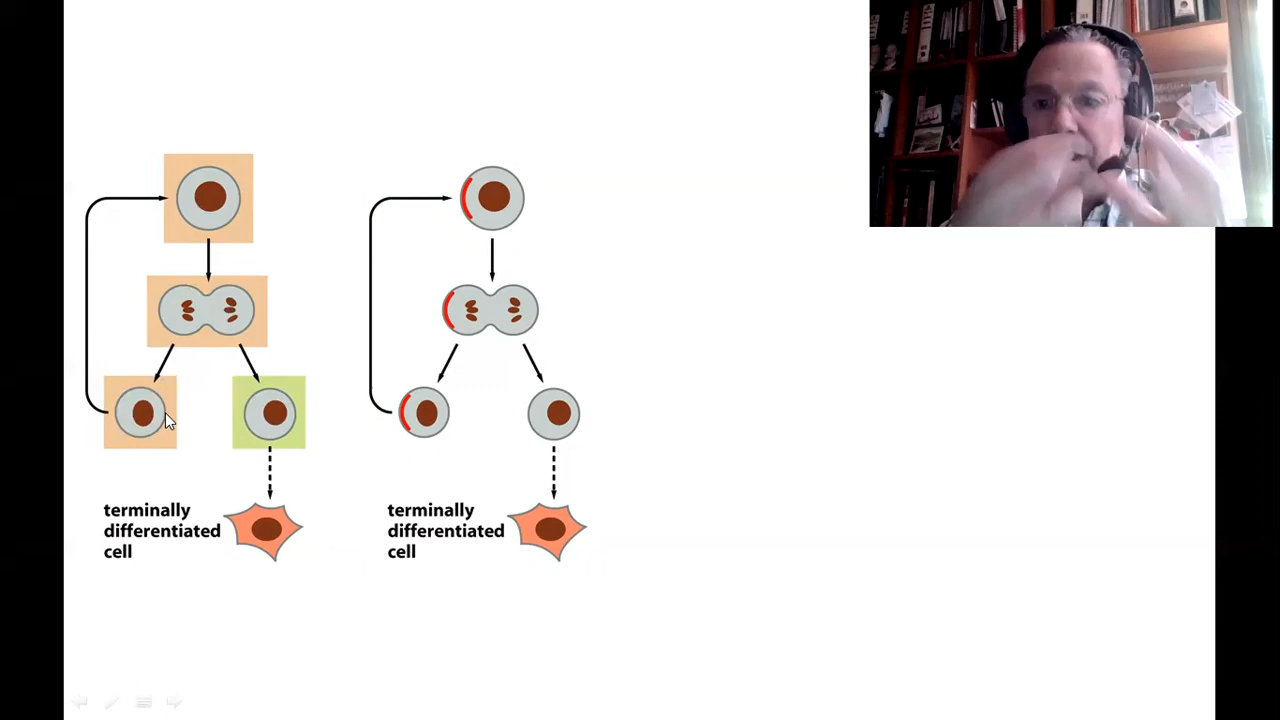 terminally
differentiated
cell
terminally
differentiated
cell